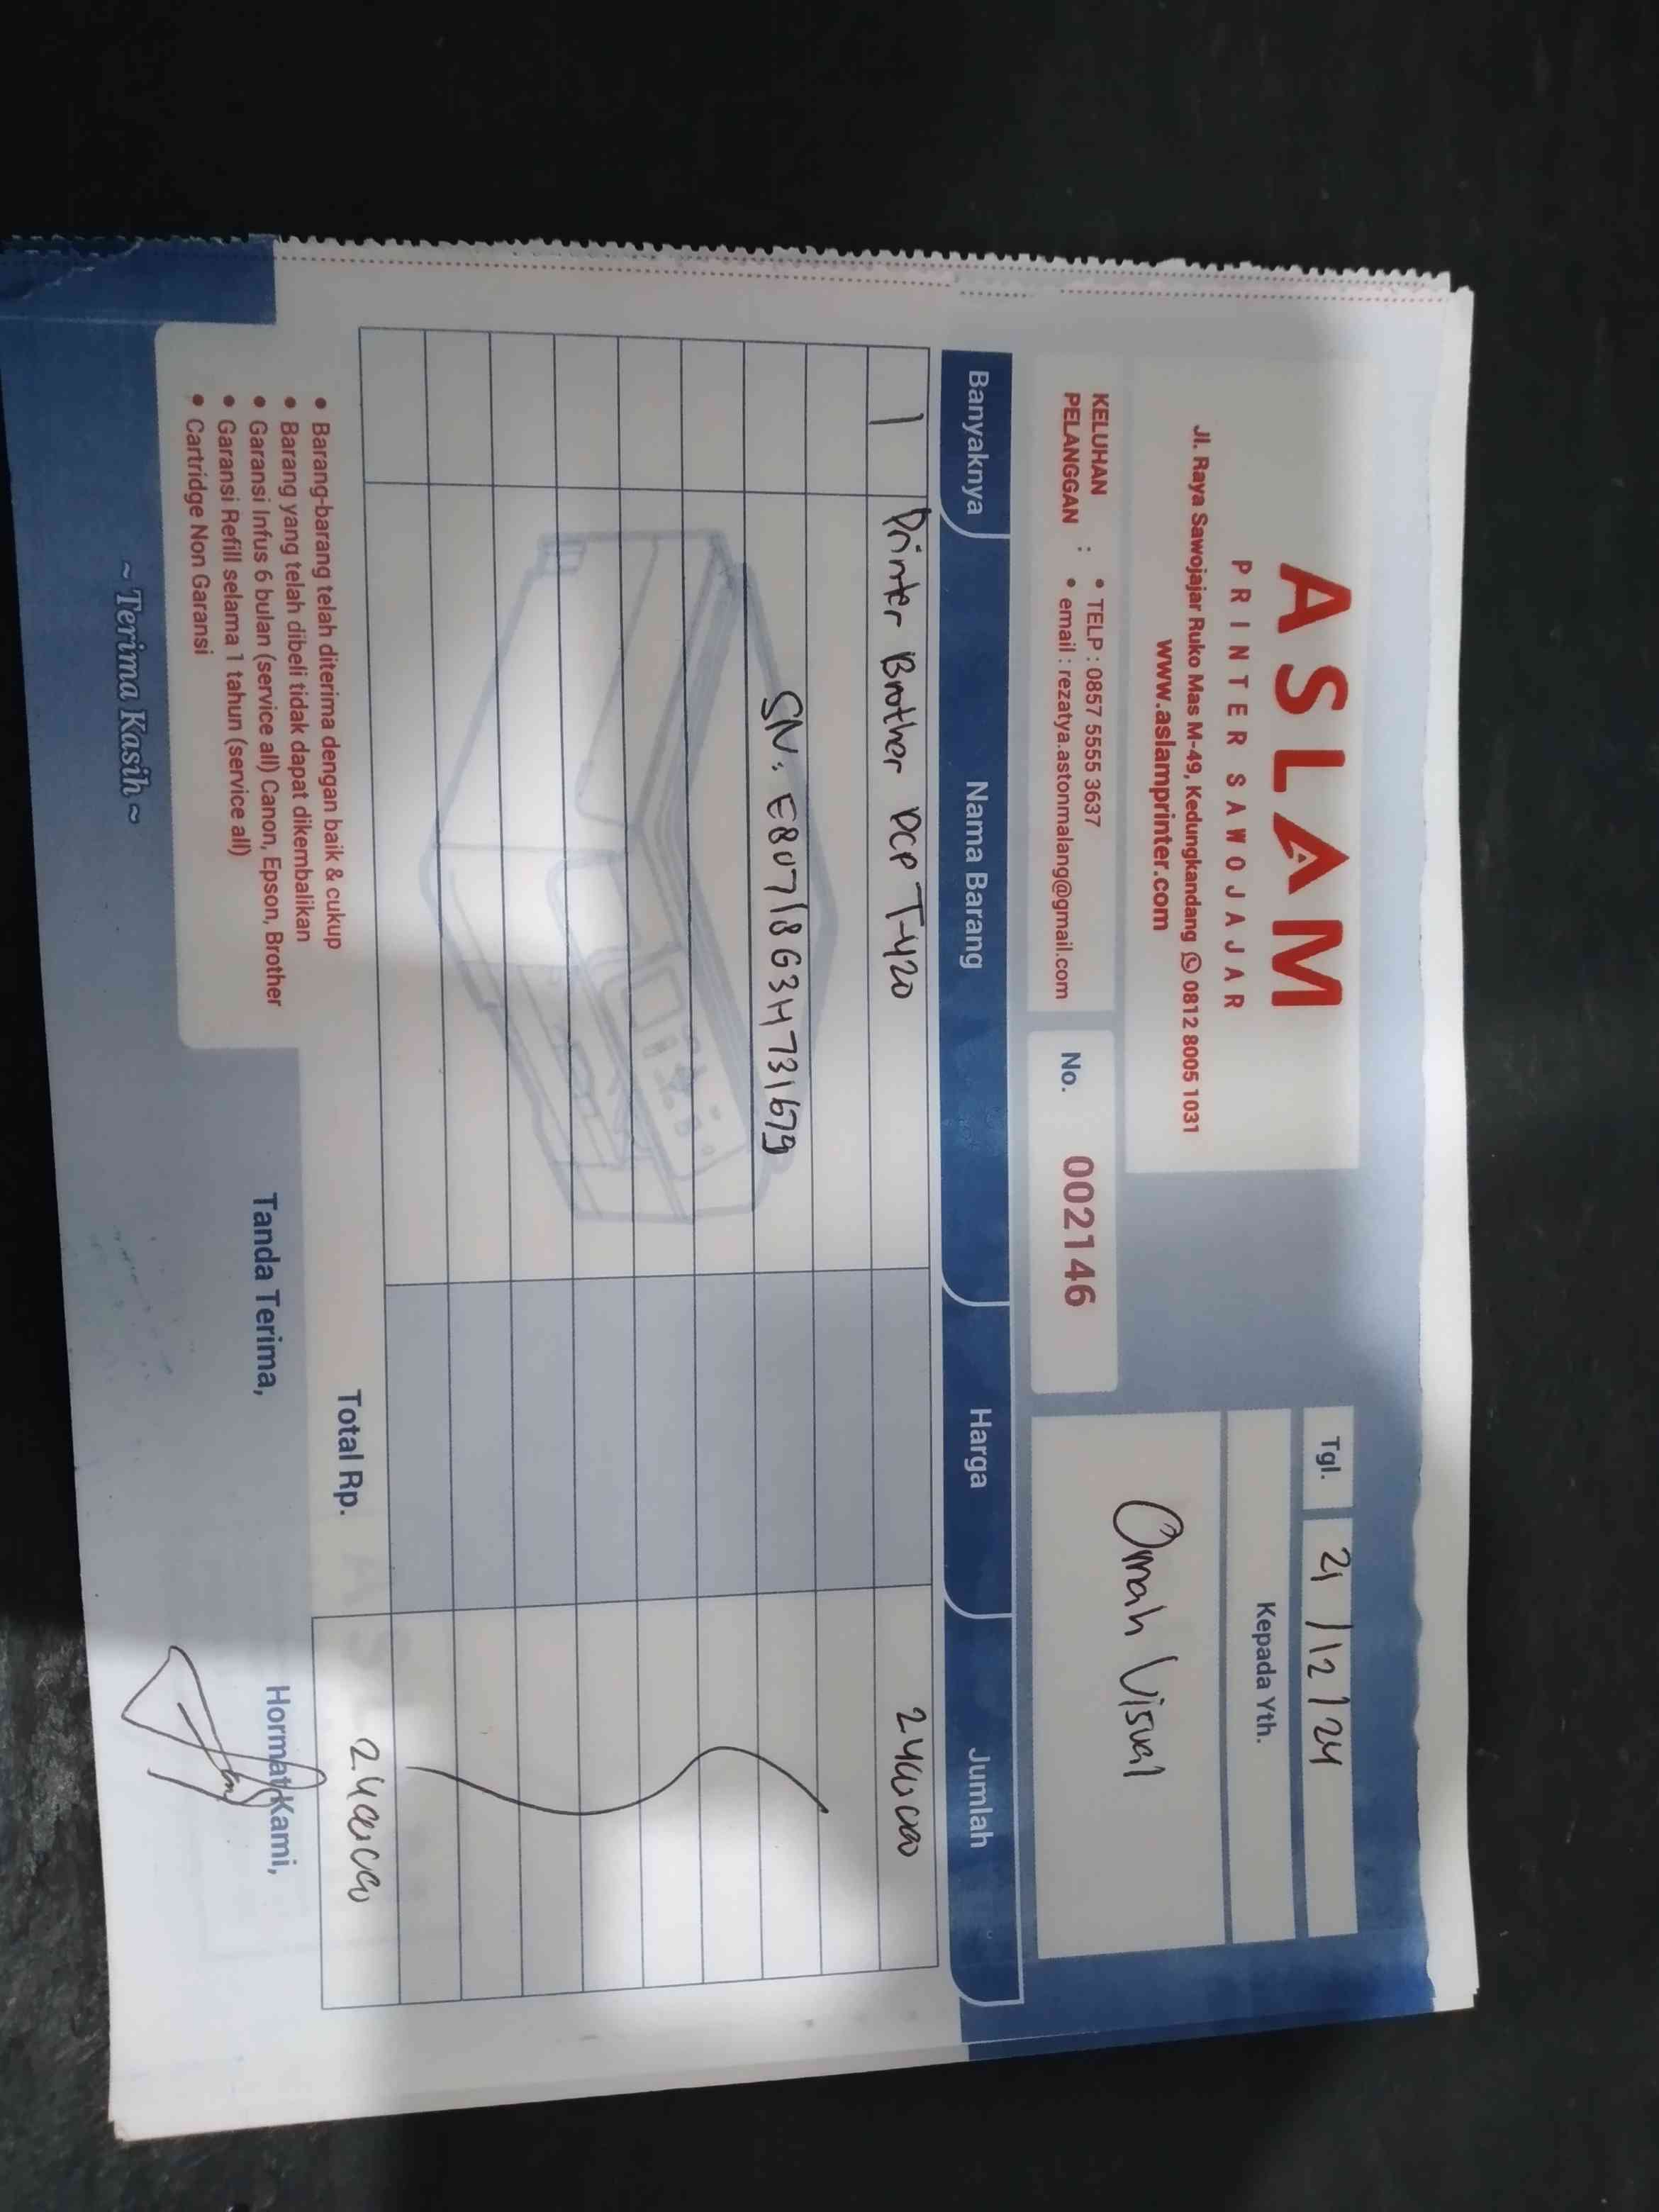 ASLAM
PRINTER SAWOJAJAR
Jl. Raya Sawojajar Ruko Mas M-49, Kedungkandang 0812 8005 1031
www.aslamprinter.com
KELUHAN PELANGGAN :
• TELP : 0857 5555 3637
• email : rezatya.astonmalang@gmail.com
No. 002146
Tgl. 21/12/24
Kepada Yth.
Omah Visual
Banyaknya Nama Barang Harga Jumlah
1 Printer Brother DCP T-420 2400000
SN: E80718G3H731679
Total Rp. 2400000
• Barang-barang telah diterima dengan baik & cukup
• Barang yang telah dibeli tidak dapat dikembalikan
• Garansi Infus 6 bulan (service all) Canon, Epson, Brother
• Garansi Refill selama 1 tahun (service all)
• Cartridge Non Garansi
Tanda Terima,
Hormat Kami,
~ Terima Kasih ~